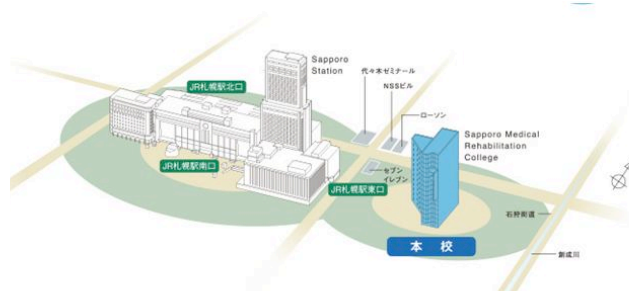 Sapporo
Station
代々木ゼミナール
NSSビル
JR札幌駅北口
ローソン
Sapporo Medical
Rehabilitation
College
JR札幌駅南口
セブン
イレブン
JR札幌駅東口
石狩街道
本校
創成川